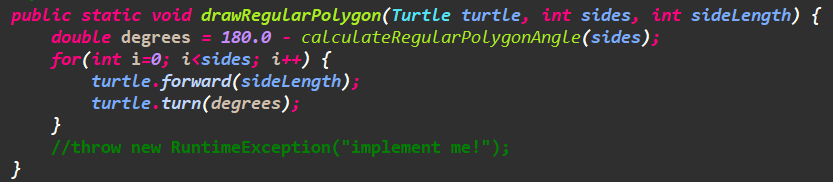 public static void drawRegularPolygon(Turtle turtle, int sides, int sideLength) {
    double degrees = 180.0 - calculateRegularPolygonAngle(sides);
    for(int i=0; i<sides; i++) {
        turtle.forward(sideLength);
        turtle.turn(degrees);
    }
    //throw new RuntimeException("implement me!");
}